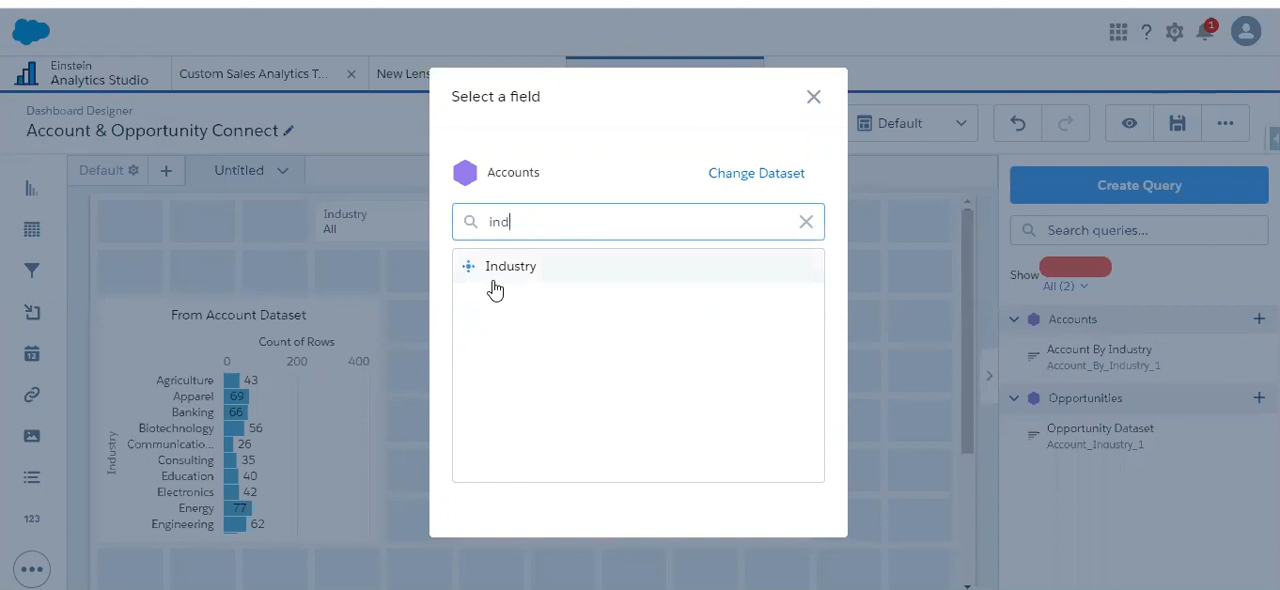 1
Einstein
Analytics Studio
Custom Sales Analytics T...
New Lens
Dashboard Designer
Account & Opportunity Connect
Default
Default
Untitled
Industry
All
From Account Dataset
Count of Rows
0 200 400
Industry
Agriculture 43
Apparel 69
Banking 66
Biotechnology 56
Communicatio... 26
Consulting 35
Education 40
Electronics 42
Energy 77
Engineering 62
12
123
Select a field
Accounts
Change Dataset
ind
Industry
Create Query
Search queries...
Show
All (2)
Accounts
Account By Industry
Account_By_Industry_1
Opportunities
Opportunity Dataset
Account_Industry_1